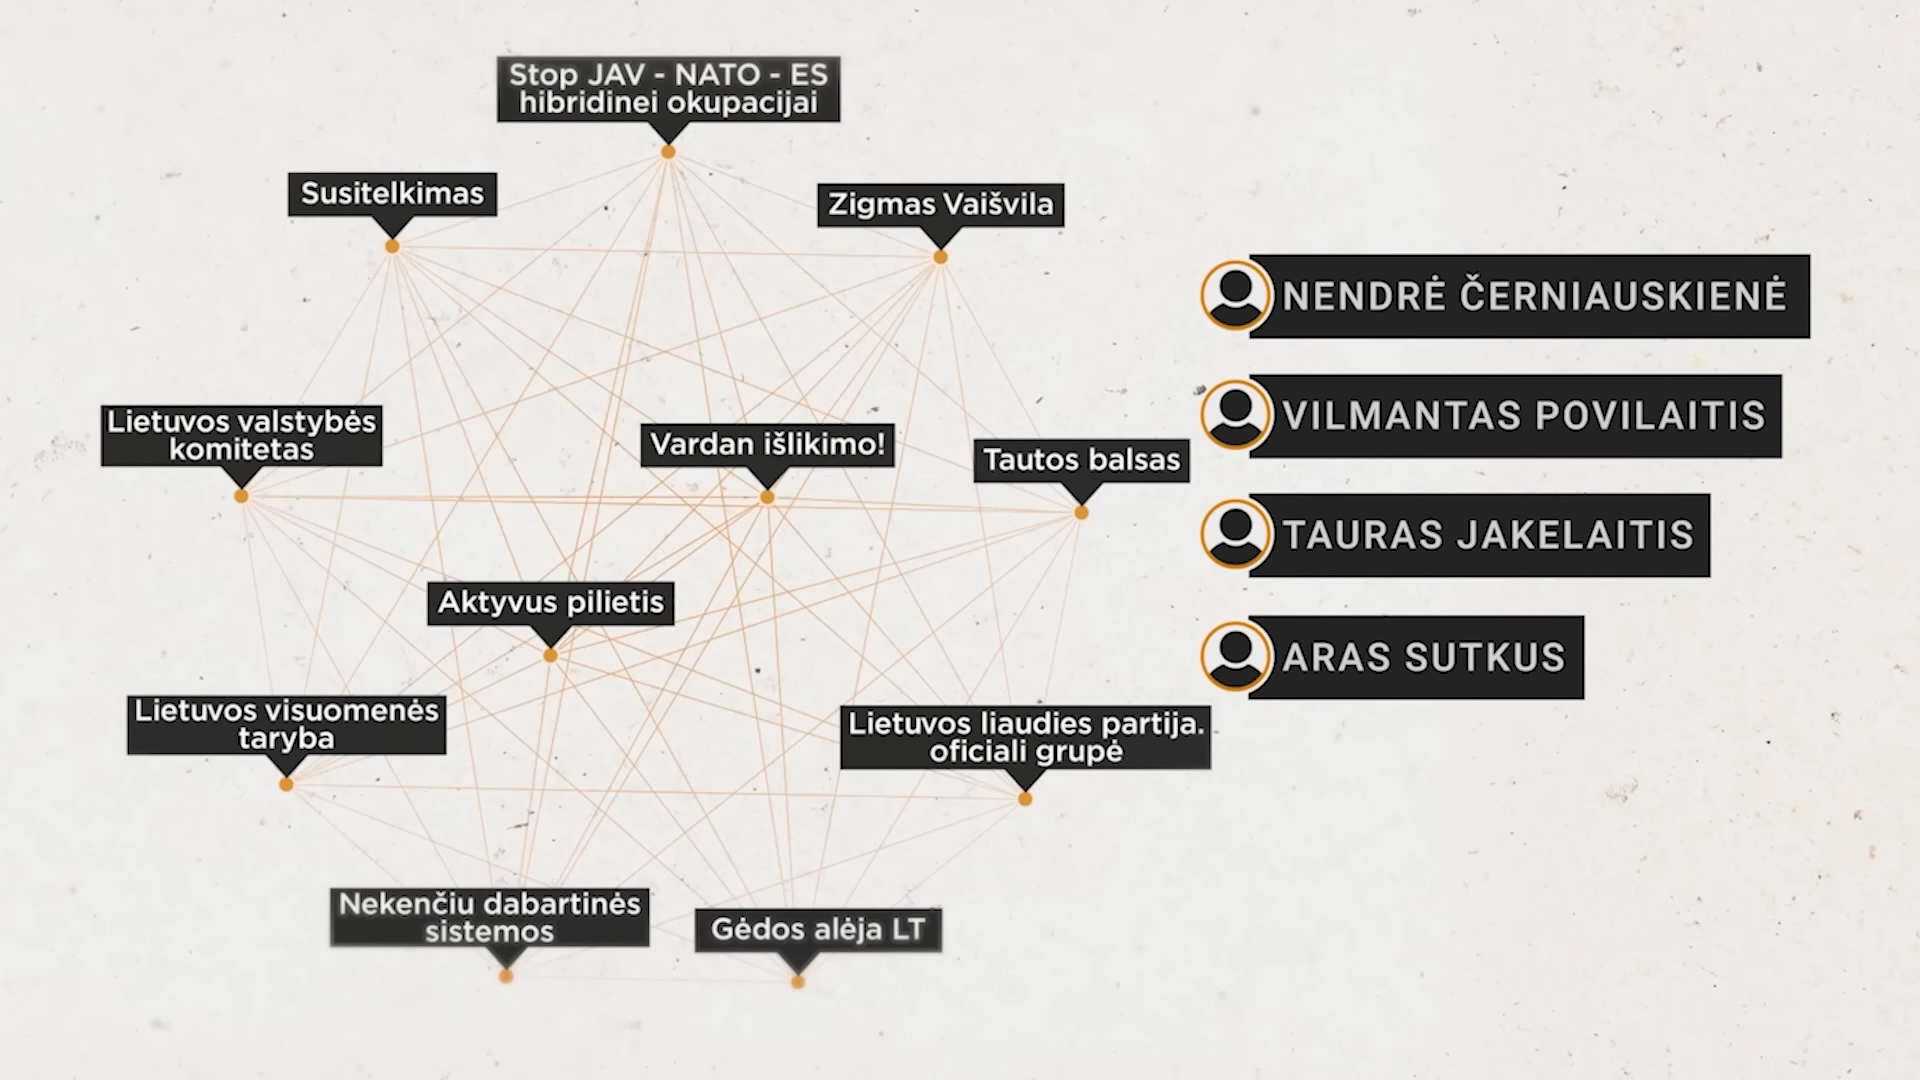 Stop JAV - NATO - ES
hibridinei okupacijai
Susitelkimas
Zigmas Vaišvila
Lietuvos valstybės
komitetas
Vardan išlikimo!
Tautos balsas
Aktyvus pilietis
Lietuvos visuomenės
taryba
Lietuvos liaudies partija.
oficiali grupė
Nekenčiu dabartinės
sistemos
Gėdos alėja LT
NENDRĖ ČERNIAUSKIENĖ
VILMANTAS POVILAITIS
TAURAS JAKELAITIS
ARAS SUTKUS